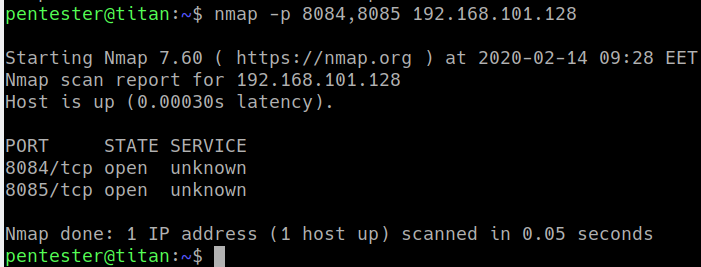 pentester@titan:~$ nmap -p 8084,8085 192.168.101.128
Starting Nmap 7.60 ( https://nmap.org ) at 2020-02-14 09:28 EET
Nmap scan report for 192.168.101.128
Host is up (0.00030s latency).
PORT     STATE SERVICE
8084/tcp open  unknown
8085/tcp open  unknown
Nmap done: 1 IP address (1 host up) scanned in 0.05 seconds
pentester@titan:~$